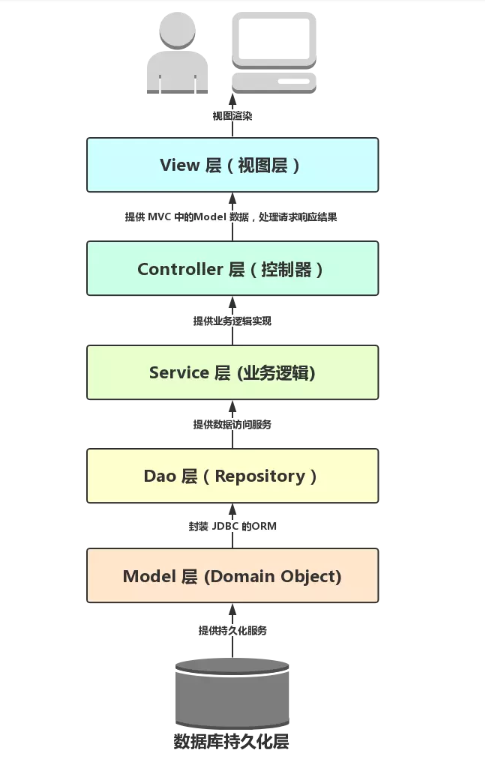 视图渲染
View 层（视图层）
提供 MVC 中的Model 数据，处理请求响应结果
Controller 层（控制器）
提供业务逻辑实现
Service 层 (业务逻辑)
提供数据访问服务
Dao 层（Repository）
封装 JDBC 的ORM
Model 层 (Domain Object)
提供持久化服务
数据库持久化层